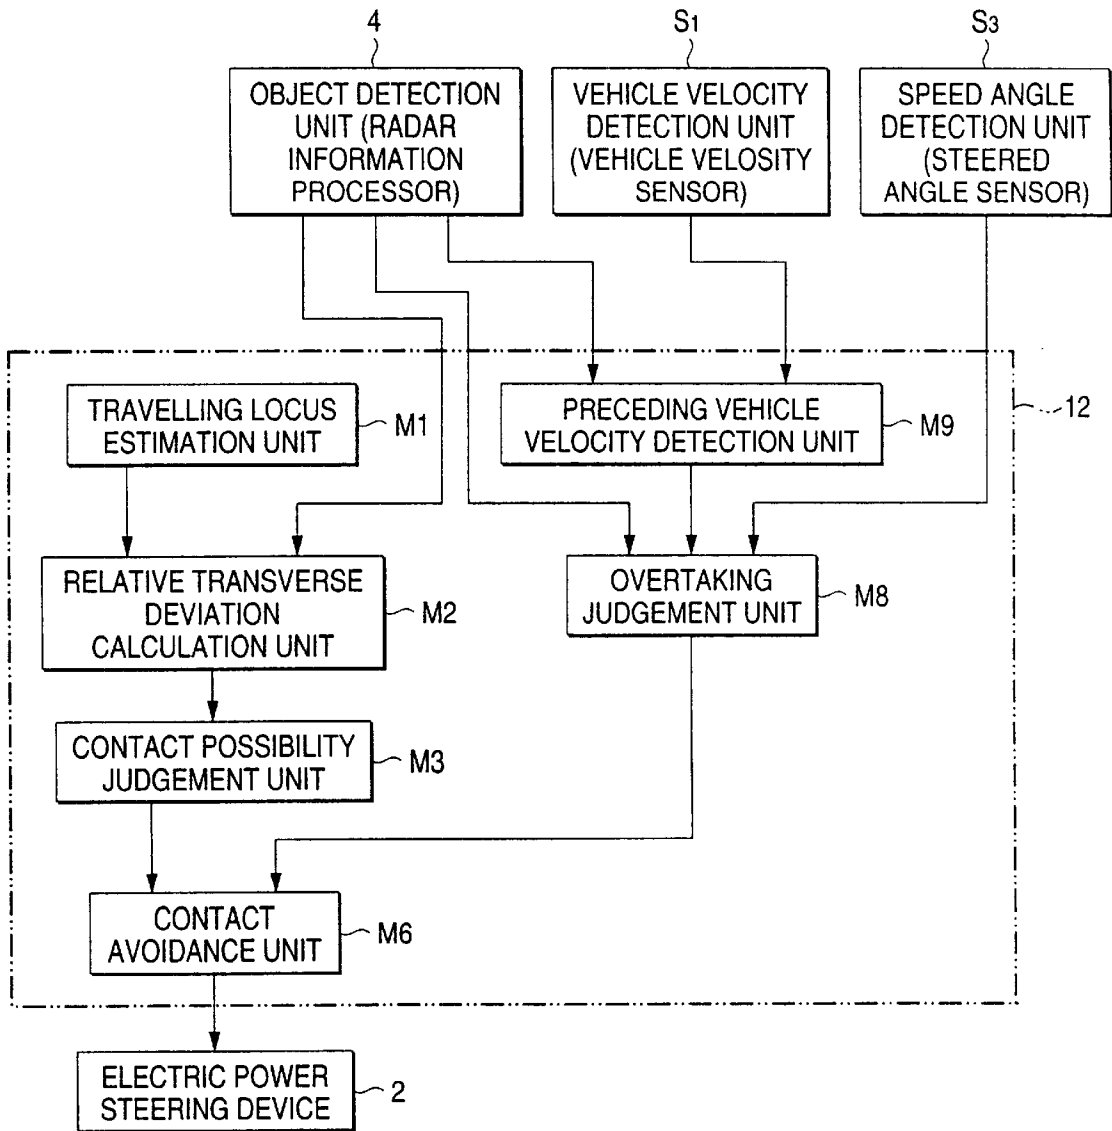 4
S1
S3
OBJECT DETECTION
UNIT (RADAR
INFORMATION
PROCESSOR)
VEHICLE VELOCITY
DETECTION UNIT
(VEHICLE VELOSITY
SENSOR)
SPEED ANGLE
DETECTION UNIT
(STEERED
ANGLE SENSOR)
TRAVELLING LOCUS
ESTIMATION UNIT
M1
PRECEDING VEHICLE
VELOCITY DETECTION UNIT
M9
12
RELATIVE TRANSVERSE
DEVIATION
CALCULATION UNIT
M2
OVERTAKING
JUDGEMENT UNIT
M8
CONTACT POSSIBILITY
JUDGEMENT UNIT
M3
CONTACT
AVOIDANCE UNIT
M6
ELECTRIC POWER
STEERING DEVICE
2